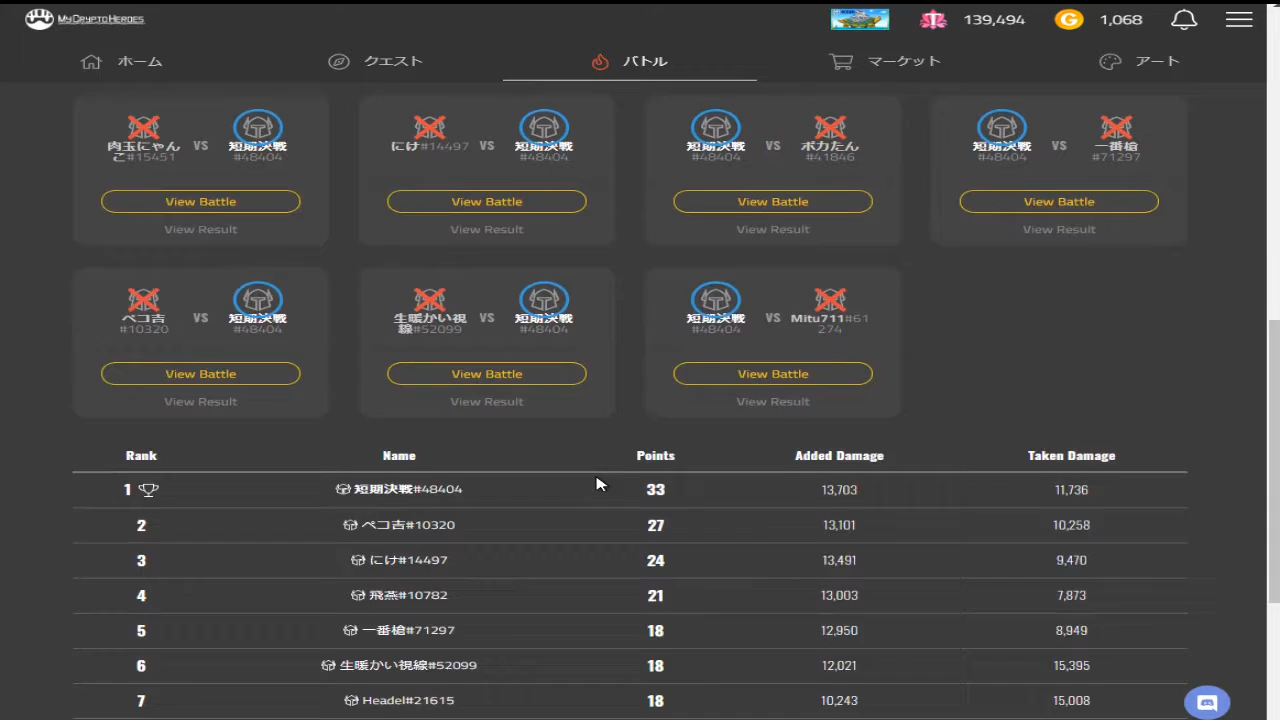 MYCRYPTOHEROES
139,494
1,068
ホーム
クエスト
バトル
マーケット
アート
肉玉にゃんこ#15451 VS 短期決戦#48404
にけ#14497 VS 短期決戦#48404
短期決戦#48404 VS ポカたん#41846
短期決戦#48404 VS 一番槍#71297
View Battle
View Battle
View Battle
View Battle
View Result
View Result
View Result
View Result
ペコ吉#10320 VS 短期決戦#48404
生暖かい視線#52099 VS 短期決戦#48404
短期決戦#48404 VS Mitu711#61274
View Battle
View Battle
View Battle
View Result
View Result
View Result
Rank Name Points Added Damage Taken Damage
1 短期決戦#48404 33 13,703 11,736
2 ペコ吉#10320 27 13,101 10,258
3 にけ#14497 24 13,491 9,470
4 飛燕#10782 21 13,003 7,873
5 一番槍#71297 18 12,950 8,949
6 生暖かい視線#52099 18 12,021 15,395
7 Headel#21615 18 10,243 15,008